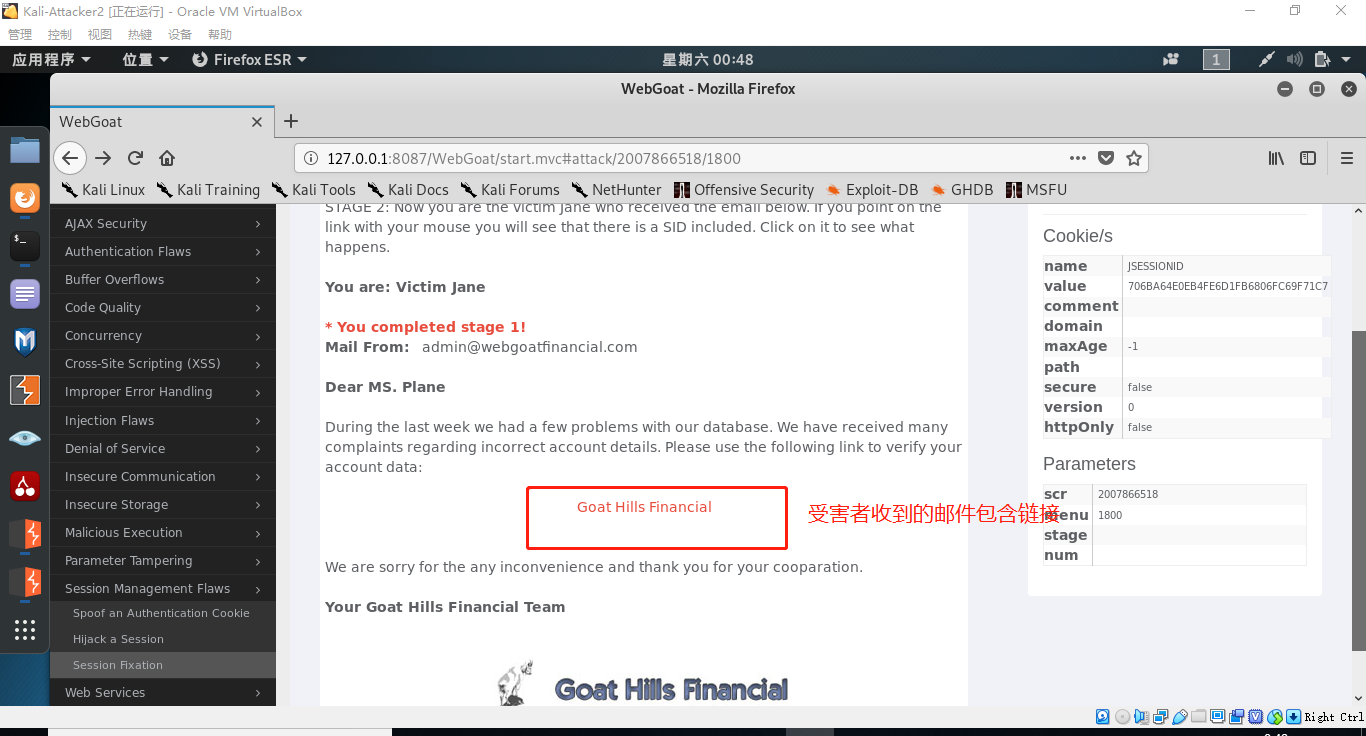 Kali-Attacker2 [正在运行] - Oracle VM VirtualBox
管理 控制 视图 热键 设备 帮助
应用程序 位置 Firefox ESR 星期六 00:48 1
WebGoat - Mozilla Firefox
WebGoat
127.0.0.1:8087/WebGoat/start.mvc#attack/2007866518/1800
Kali Linux Kali Training Kali Tools Kali Docs Kali Forums NetHunter Offensive Security Exploit-DB GHDB MSFU
AJAX Security
Authentication Flaws
Buffer Overflows
Code Quality
Concurrency
Cross-Site Scripting (XSS)
Improper Error Handling
Injection Flaws
Denial of Service
Insecure Communication
Insecure Storage
Malicious Execution
Parameter Tampering
Session Management Flaws
Spoof an Authentication Cookie
Hijack a Session
Session Fixation
Web Services
STAGE 2: Now you are the victim Jane who received the email below. If you point on the
link with your mouse you will see that there is a SID included. Click on it to see what
happens.
You are: Victim Jane
* You completed stage 1!
Mail From: admin@webgoatfinancial.com
Dear MS. Plane
During the last week we had a few problems with our database. We have received many
complaints regarding incorrect account details. Please use the following link to verify your
account data:
Goat Hills Financial
受害者收到的邮件包含链接
We are sorry for the any inconvenience and thank you for your cooparation.
Your Goat Hills Financial Team
Goat Hills Financial
Cookie/s
name JSESSIONID
value 706BA64E0EB4FE6D1FB6806FC69F71C7
comment
domain
maxAge -1
path
secure false
version 0
httpOnly false
Parameters
scr 2007866518
menu 1800
stage
num
Right Ctrl